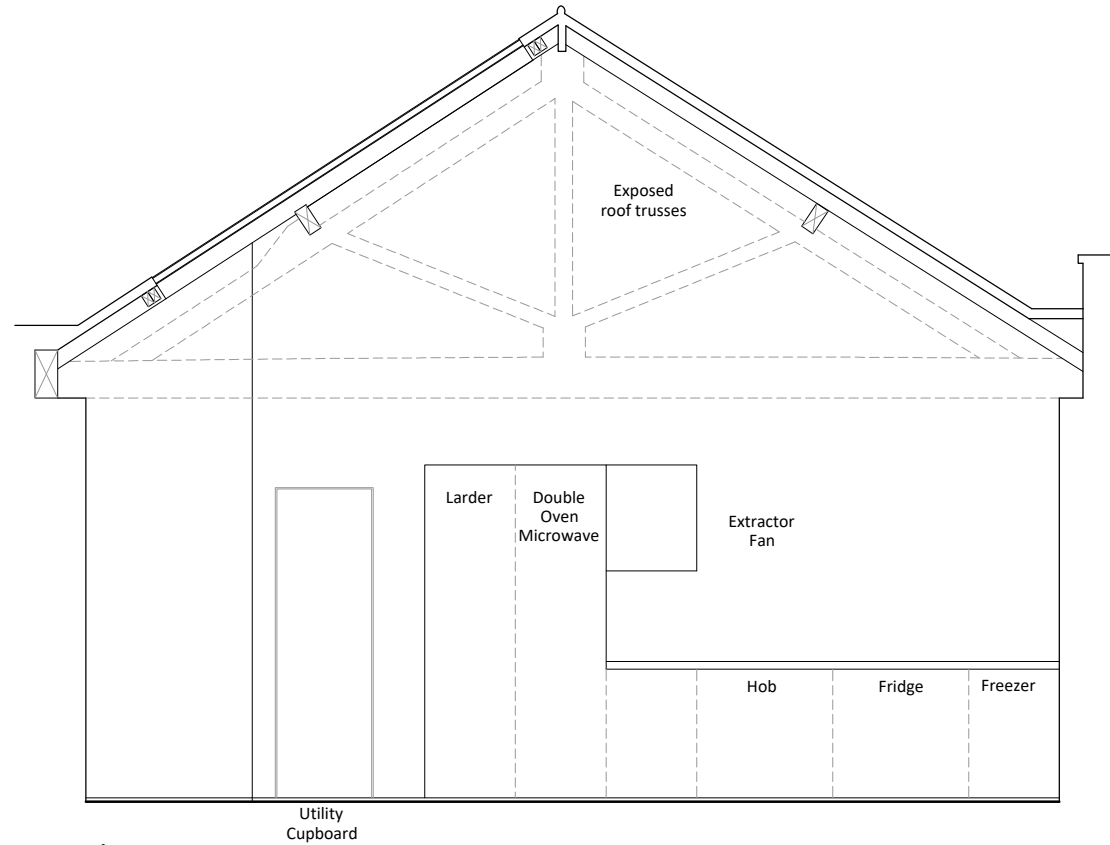 Exposed
roof trusses
Larder
Double
Oven
Microwave
Extractor
Fan
Hob
Fridge
Freezer
Utility
Cupboard